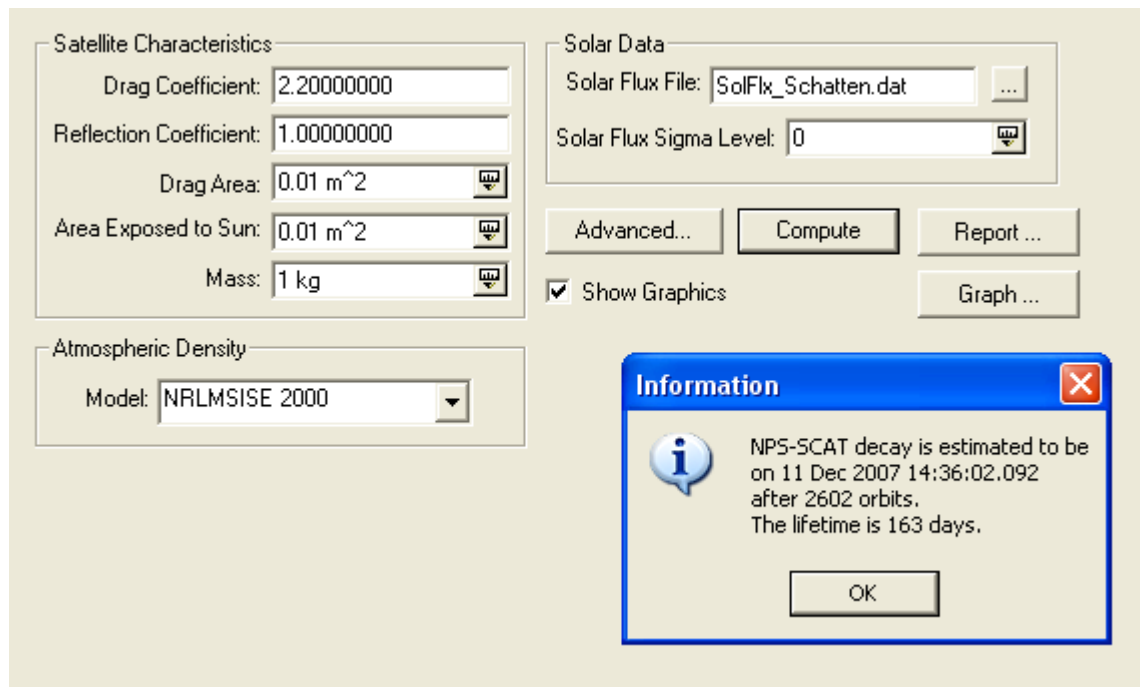 Satellite Characteristics
Drag Coefficient: 2.20000000
Reflection Coefficient: 1.00000000
Drag Area: 0.01 m^2
Area Exposed to Sun: 0.01 m^2
Mass: 1 kg
Atmospheric Density
Model: NRLMSISE 2000
Solar Data
Solar Flux File: SolFlx_Schatten.dat ...
Solar Flux Sigma Level: 0
Advanced... Compute Report ...
Show Graphics Graph ...
Information
NPS-SCAT decay is estimated to be
on 11 Dec 2007 14:36:02.092
after 2602 orbits.
The lifetime is 163 days.
OK